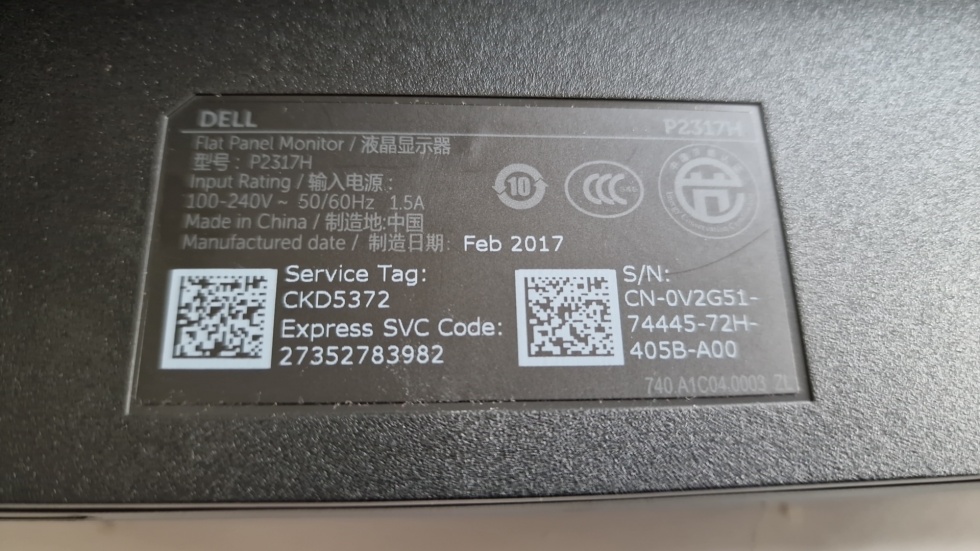 DELL P2317H
Flat Panel Monitor / 液晶显示器
型号: P2317H
Input Rating / 输入电源:
100-240V ~ 50/60Hz 1.5A
Made in China / 制造地:中国
Manufactured date / 制造日期: Feb 2017
10
CCC
Service Tag:
CKD5372
Express SVC Code:
27352783982
S/N:
CN-0V2G51-
74445-72H-
405B-A00
740 A1C04.0003 ZL